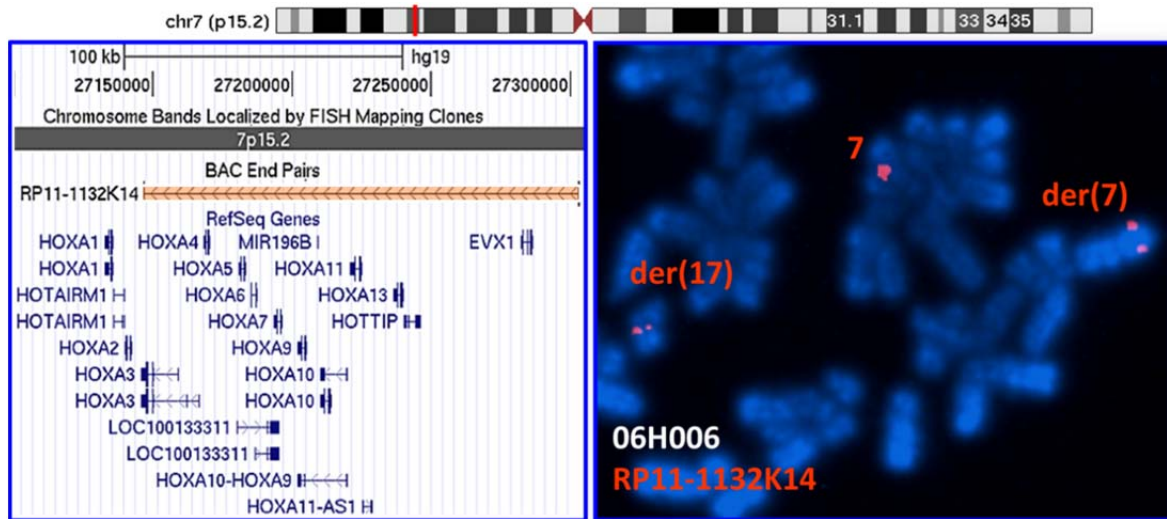 chr7 (p15.2) 31.1 33 34 35
100 kb hg19
27150000 27200000 27250000 27300000
Chromosome Bands Localized by FISH Mapping Clones
7p15.2
BAC End Pairs
RP11-1132K14
RefSeq Genes
HOXA1 HOXA4 MIR196B EVX1
HOXA1 HOXA5 HOXA11
HOTAIRM1 HOXA6 HOXA13
HOTAIRM1 HOXA7 HOTTIP
HOXA2 HOXA9
HOXA3 HOXA10
HOXA3 HOXA10
LOC100133311
LOC100133311
HOXA10-HOXA9
HOXA11-AS1
7
der(7)
der(17)
06H006
RP11-1132K14